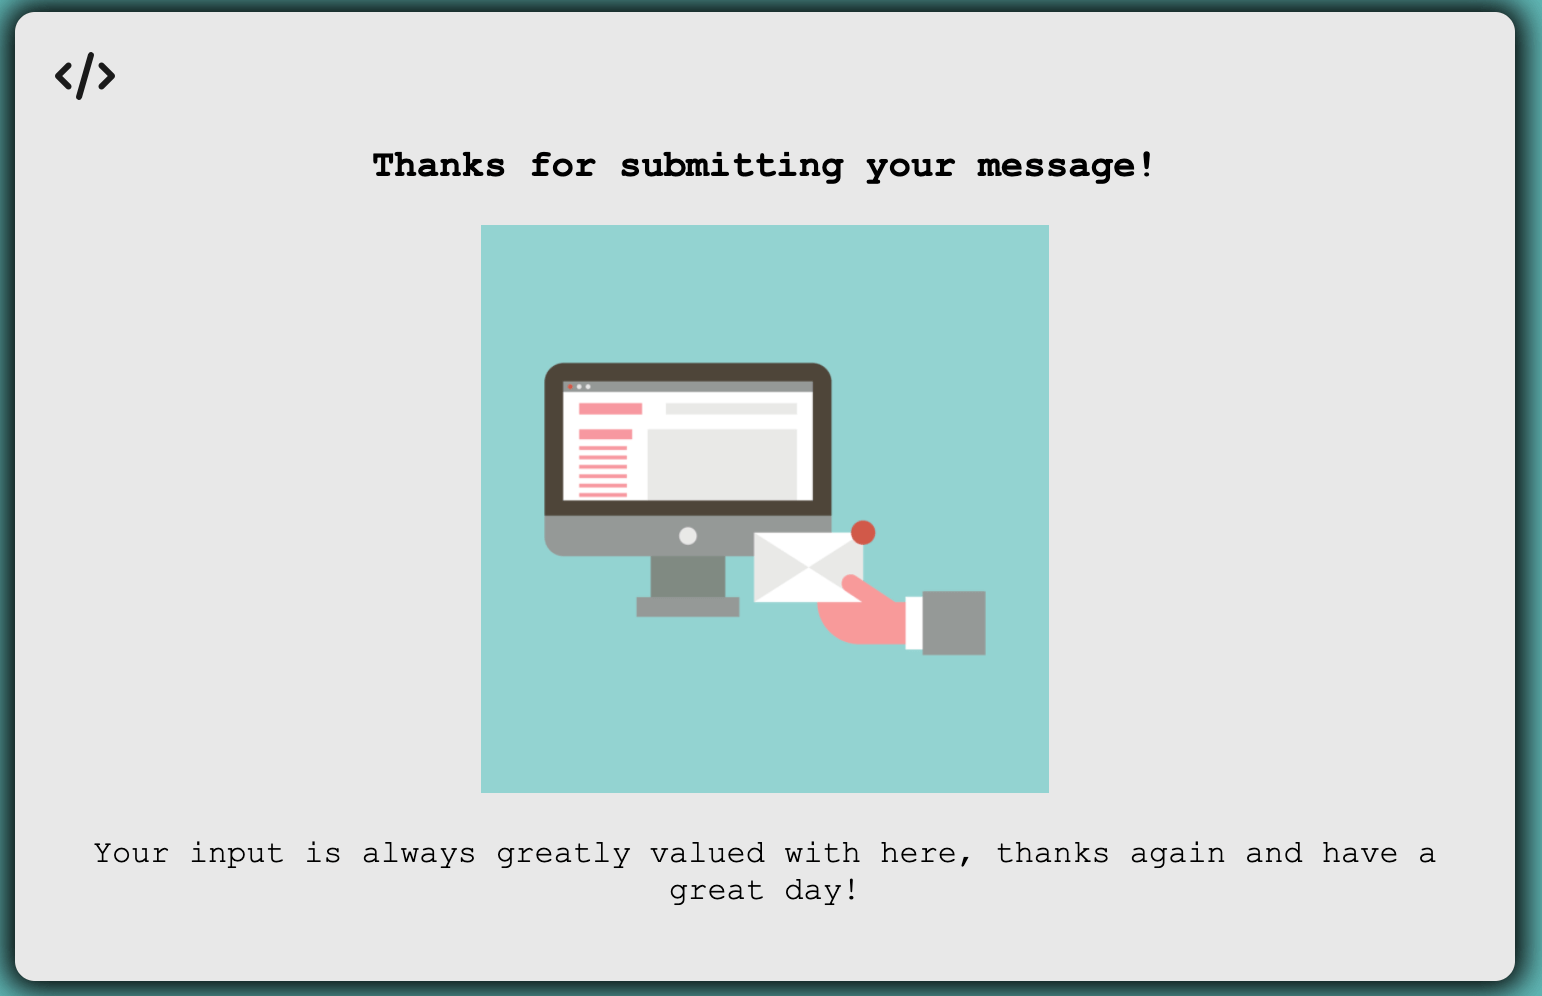 </>
Thanks for submitting your message!
Your input is always greatly valued with here, thanks again and have a
great day!